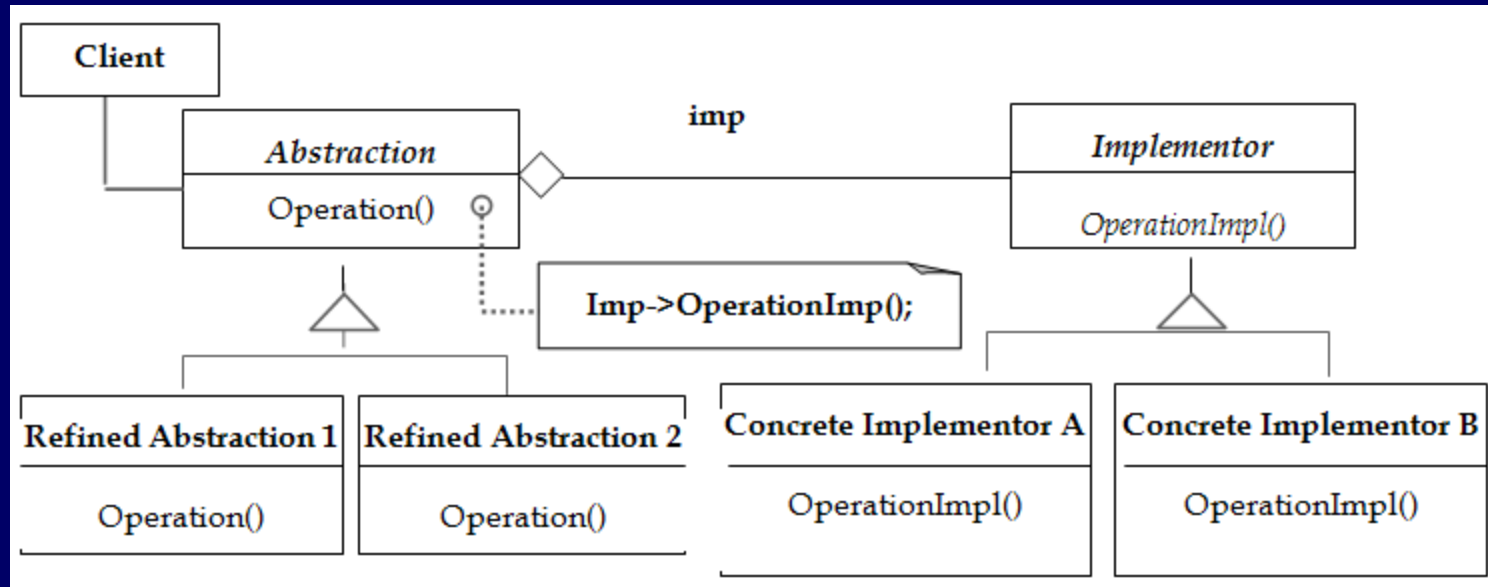 Client
imp
Abstraction
Implementor
Operation()
OperationImpl()
Imp->OperationImp();
Refined Abstraction 1
Refined Abstraction 2
Concrete Implementor A
Concrete Implementor B
Operation()
Operation()
OperationImpl()
OperationImpl()